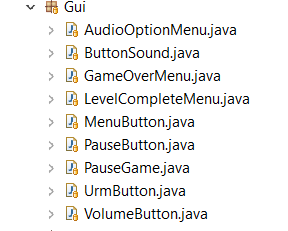 Gui
AudioOptionMenu.java
ButtonSound.java
GameOverMenu.java
LevelCompleteMenu.java
MenuButton.java
PauseButton.java
PauseGame.java
UrmButton.java
VolumeButton.java